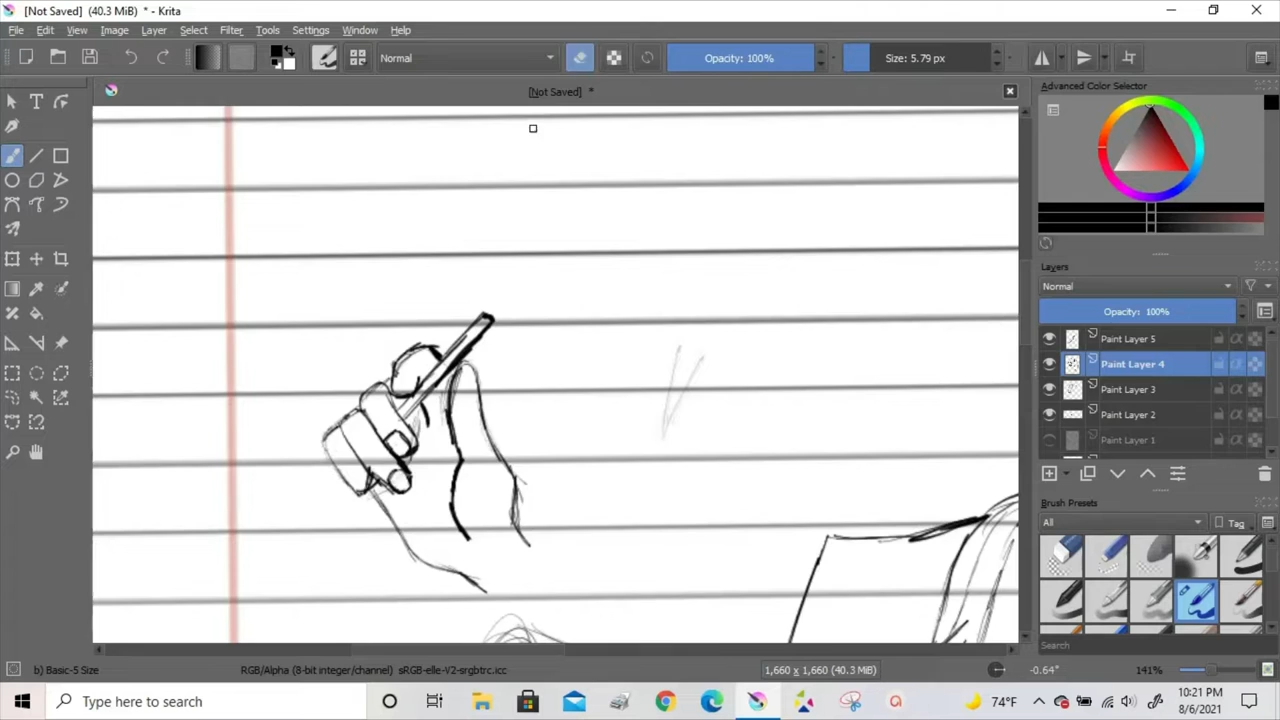 [Not Saved] (40.3 MiB) * - Krita
File Edit View Image Layer Select Filter Tools Settings Window Help
Normal
Opacity: 100%
Size: 5.79 px
[Not Saved] *
Advanced Color Selector
Layers
Normal
Opacity: 100%
Paint Layer 5
Paint Layer 4
Paint Layer 3
Paint Layer 2
Paint Layer 1
Brush Presets
All
Tag
Search
b) Basic-5 Size
RGB/Alpha (8-bit integer/channel) sRGB-elle-V2-srgbtrc.icc
1,660 x 1,660 (40.3 MiB)
-0.64°
141%
Type here to search
74°F
10:21 PM
8/6/2021